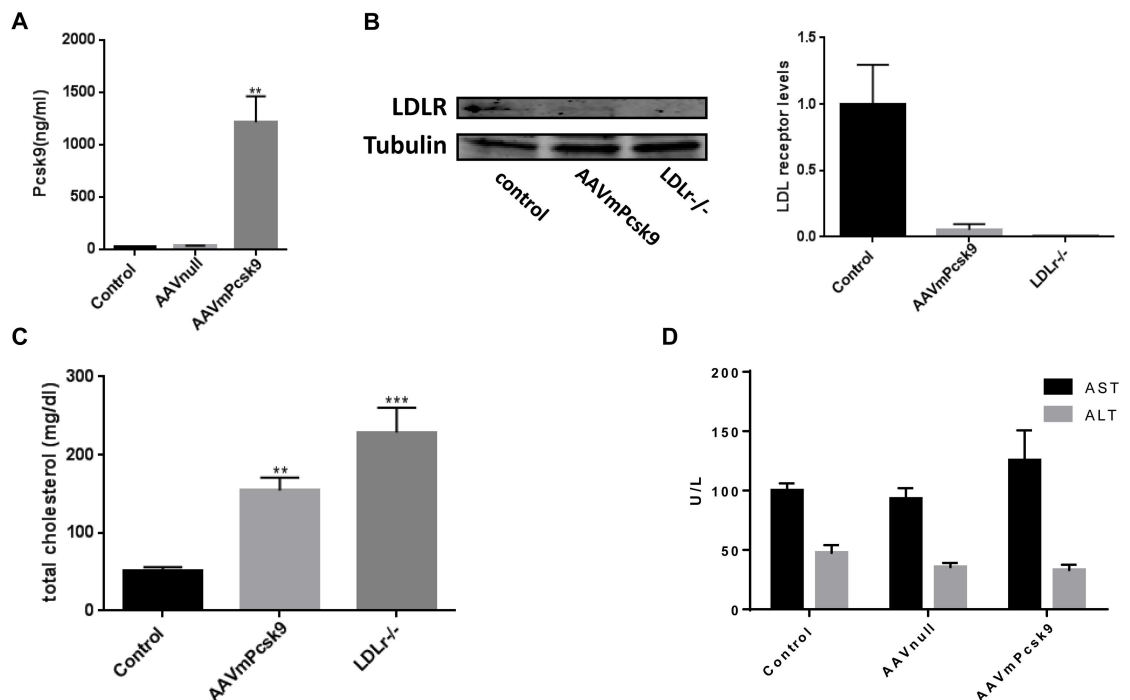 A
Pcsk9(ng/ml)
2000
1500
1000
500
0
**
Control
AAVnull
AAVmPcsk9
B
LDLR
Tubulin
control
AAVmPcsk9
LDLr-/-
LDL receptor levels
1.5
1.0
0.5
0.0
Control
AAVmPcsk9
LDLr-/-
C
total cholesterol (mg/dl)
300
200
100
0
**
***
Control
AAVmPcsk9
LDLr-/-
D
U/L
200
150
100
50
0
AST
ALT
Control
AAVnull
AAVmPcsk9